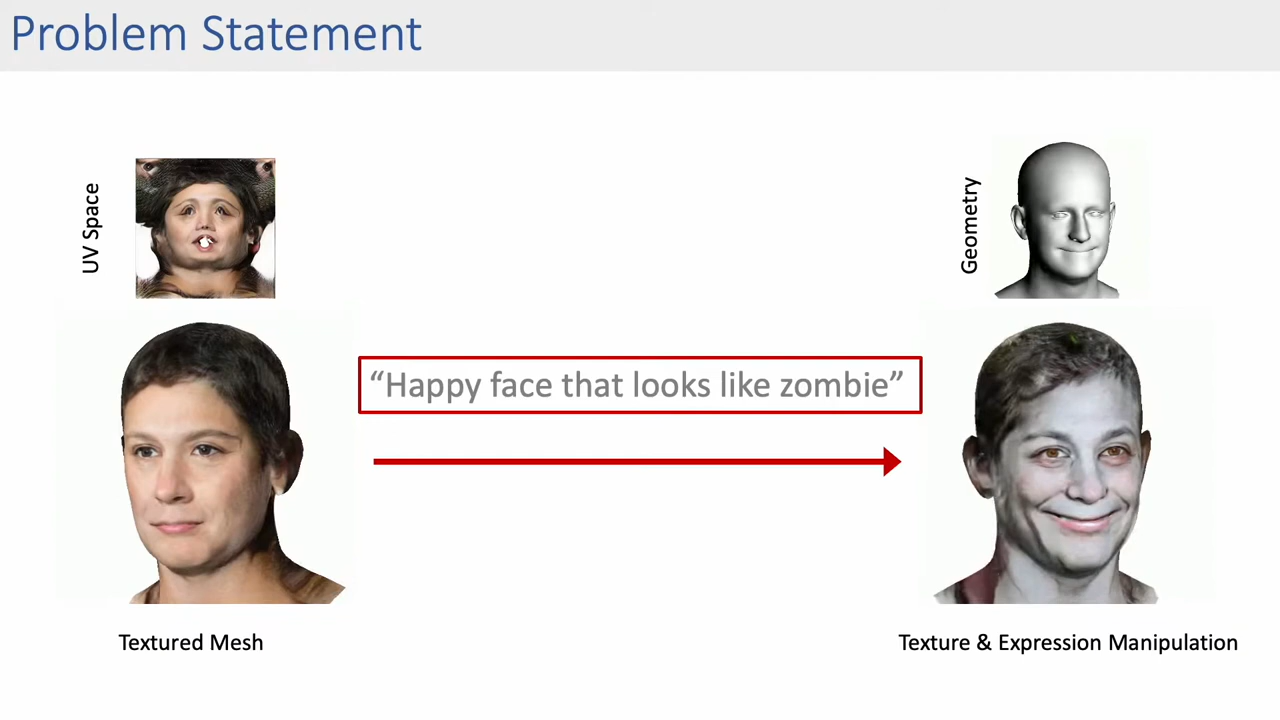 Problem Statement
UV Space
Geometry
“Happy face that looks like zombie”
Textured Mesh
Texture & Expression Manipulation